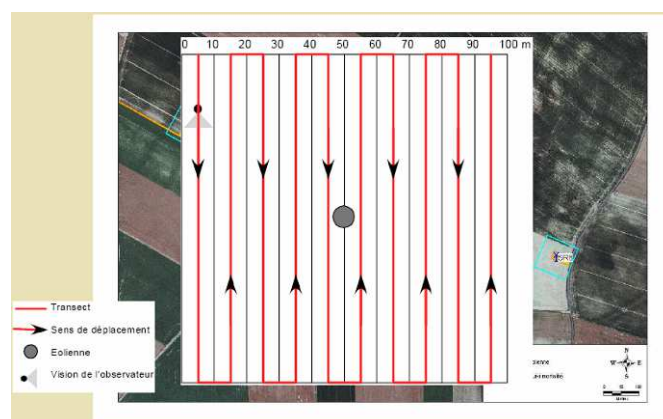 0 10 20 30 40 50 60 70 80 90 100 m
SRB
Transect
Sens de déplacement
Eolienne
Vision de l'observateur
N
W E
S